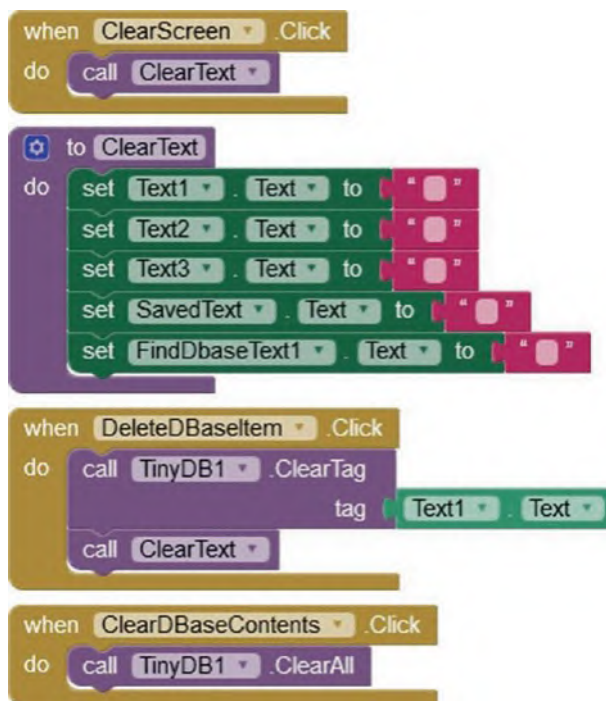 when ClearScreen .Click
do call ClearText
to ClearText
do set Text1 . Text to " "
set Text2 . Text to " "
set Text3 . Text to " "
set SavedText . Text to " "
set FindDbaseText1 . Text to " "
when DeleteDBaseItem .Click
do call TinyDB1 .ClearTag
tag Text1 . Text
call ClearText
when ClearDBaseContents .Click
do call TinyDB1 .ClearAll